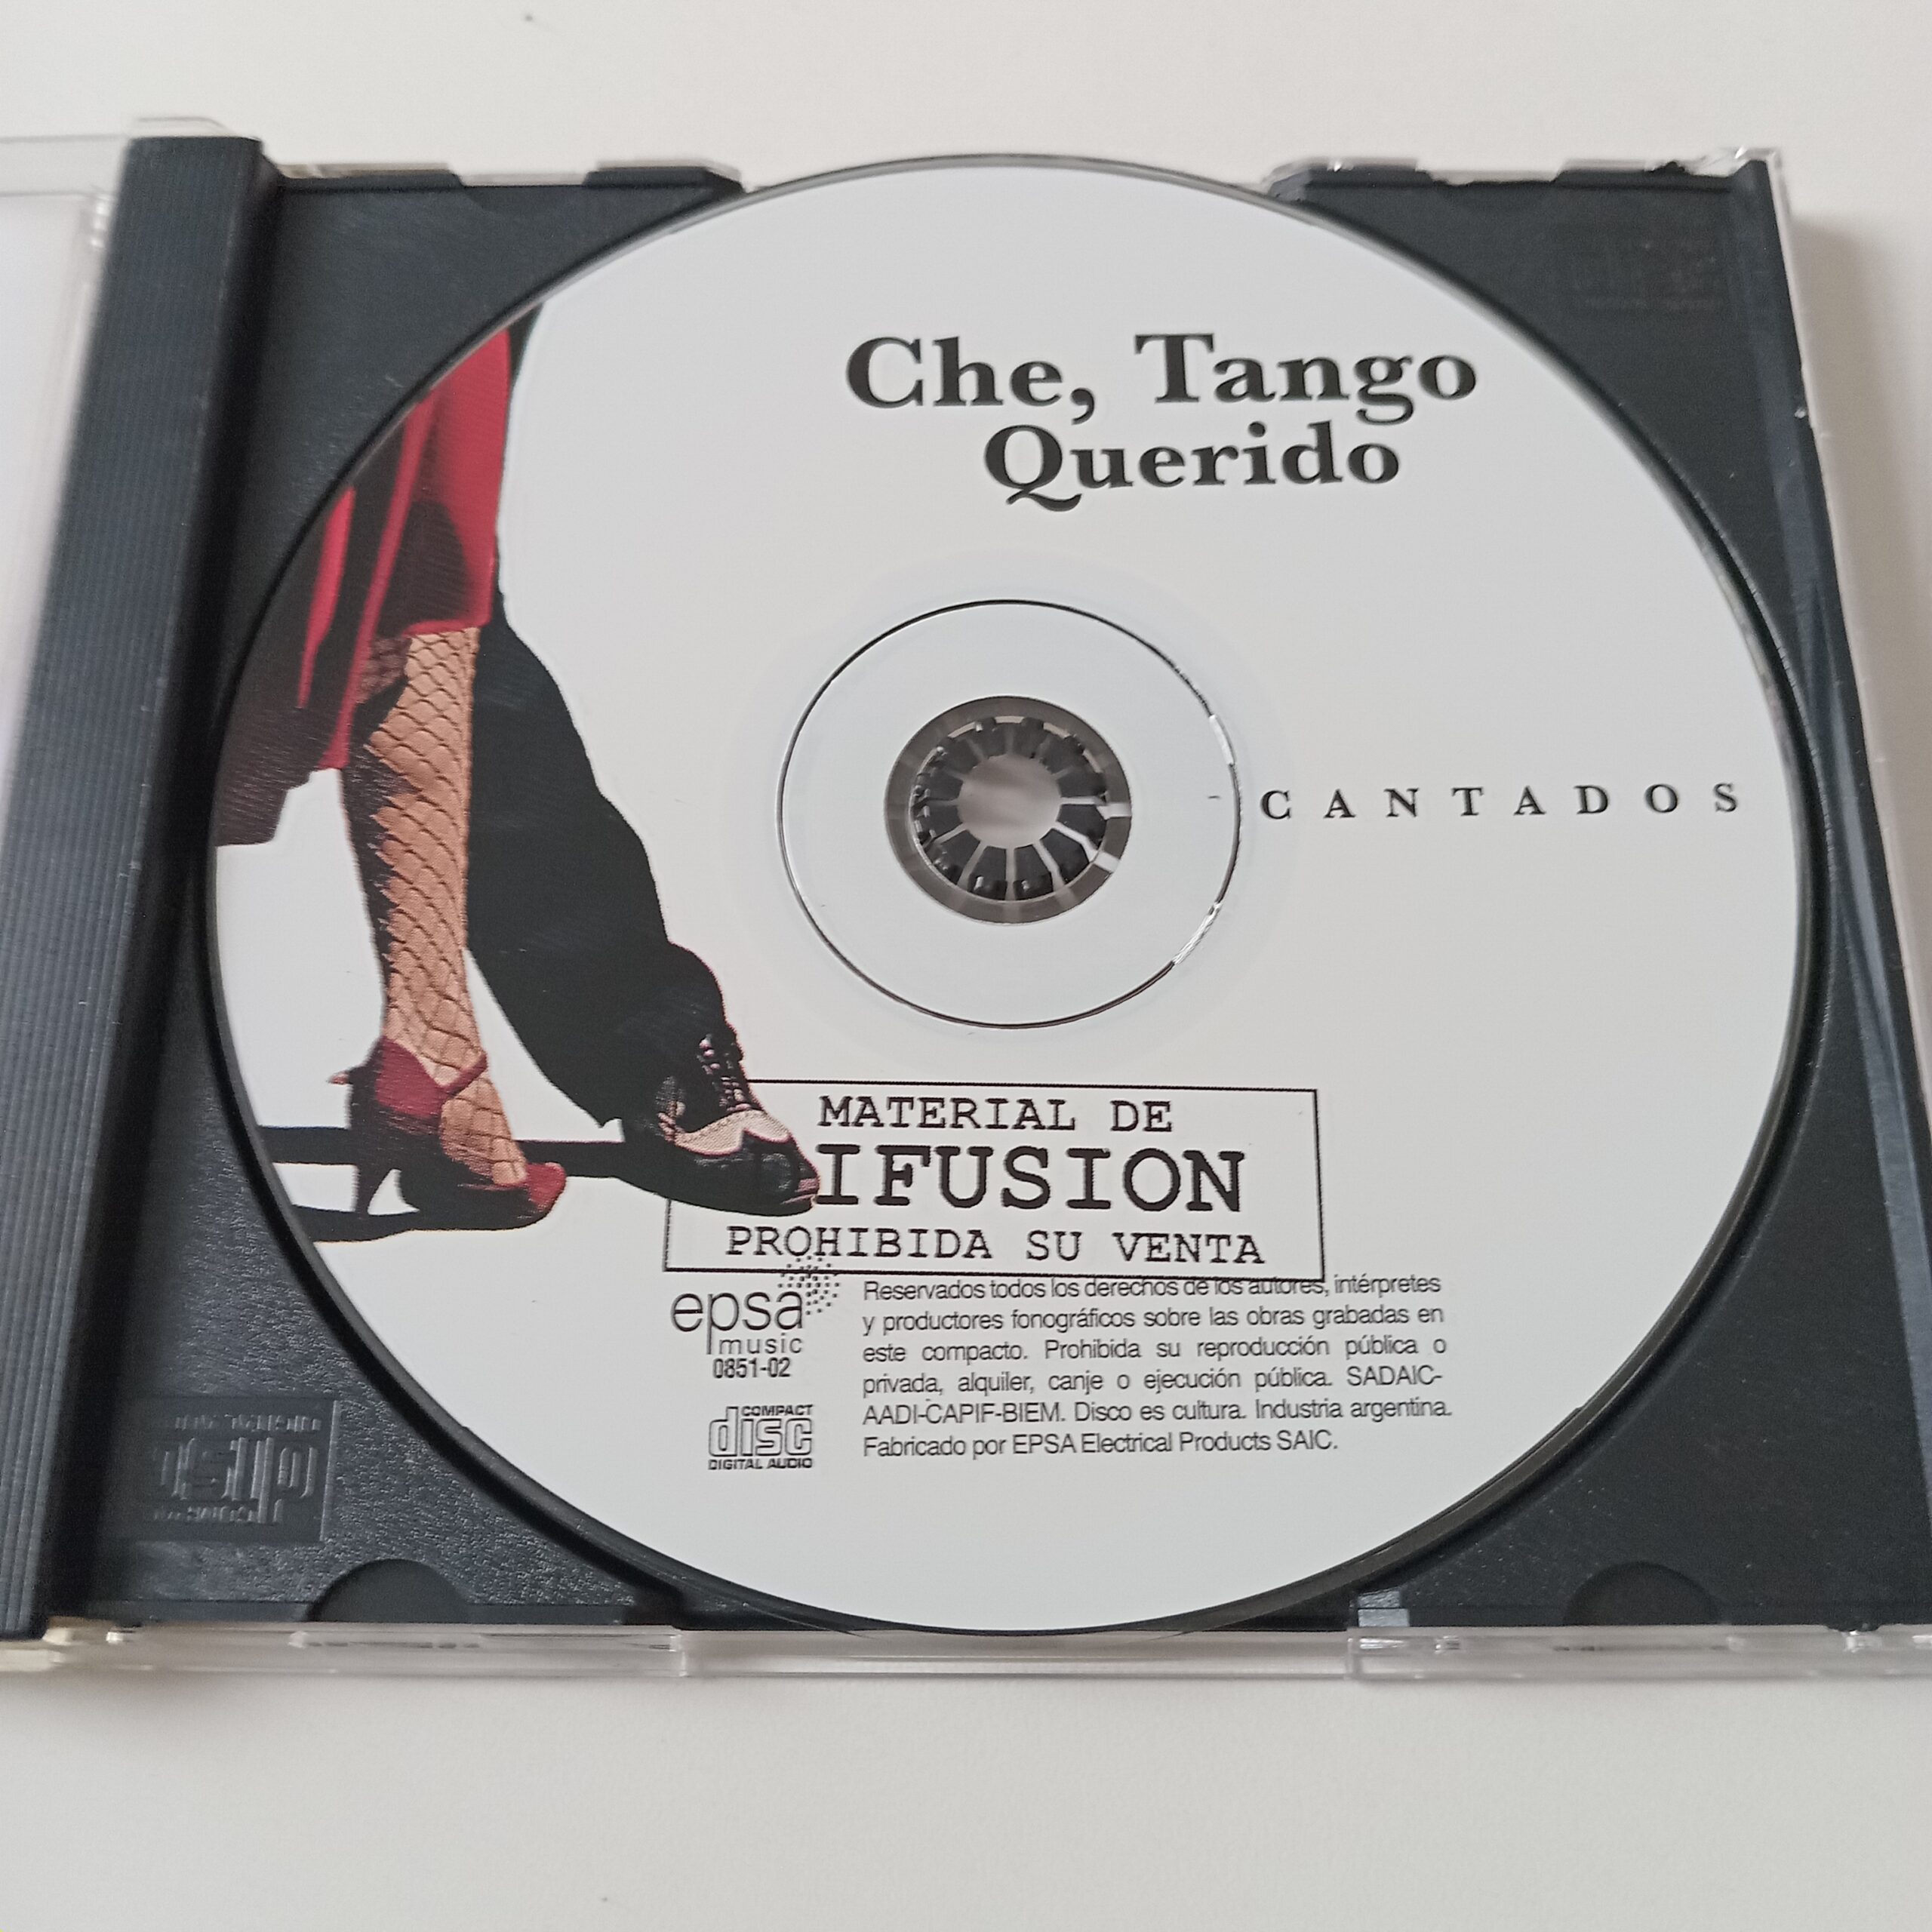 Che, Tango
Querido
CANTADOS
MATERIAL DE
IFUSION
PROHIBIDA SU VENTA
epsa
music
0851-02
COMPACT
disc
DIGITAL AUDIO
Reservados todos los derechos de los autores, intérpretes
y productores fonográficos sobre las obras grabadas en
este compacto. Prohibida su reproducción pública o
privada, alquiler, canje o ejecución pública. SADAIC-
AADI-CAPIF-BIEM. Disco es cultura. Industria argentina.
Fabricado por EPSA Electrical Products SAIC.